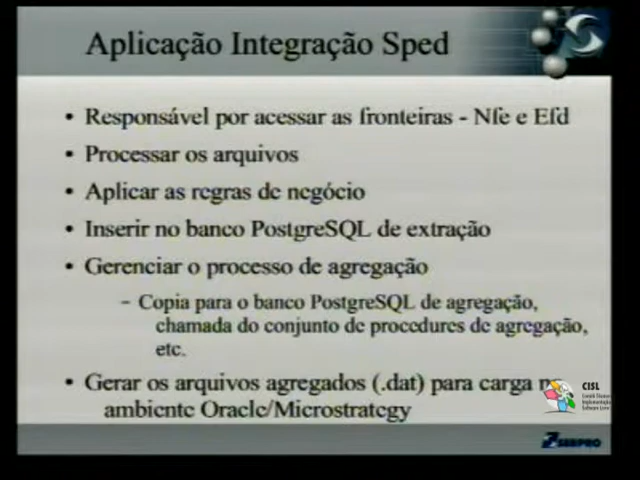 Aplicação Integração Sped
• Responsável por acessar as fronteiras - Nfe e Efd
• Processar os arquivos
• Aplicar as regras de negócio
• Inserir no banco PostgreSQL de extração
• Gerenciar o processo de agregação
– Copia para o banco PostgreSQL de agregação,
chamada do conjunto de procedures de agregação,
etc.
• Gerar os arquivos agregados (.dat) para carga
ambiente Oracle/Microstrategy
CISL
SERPRO